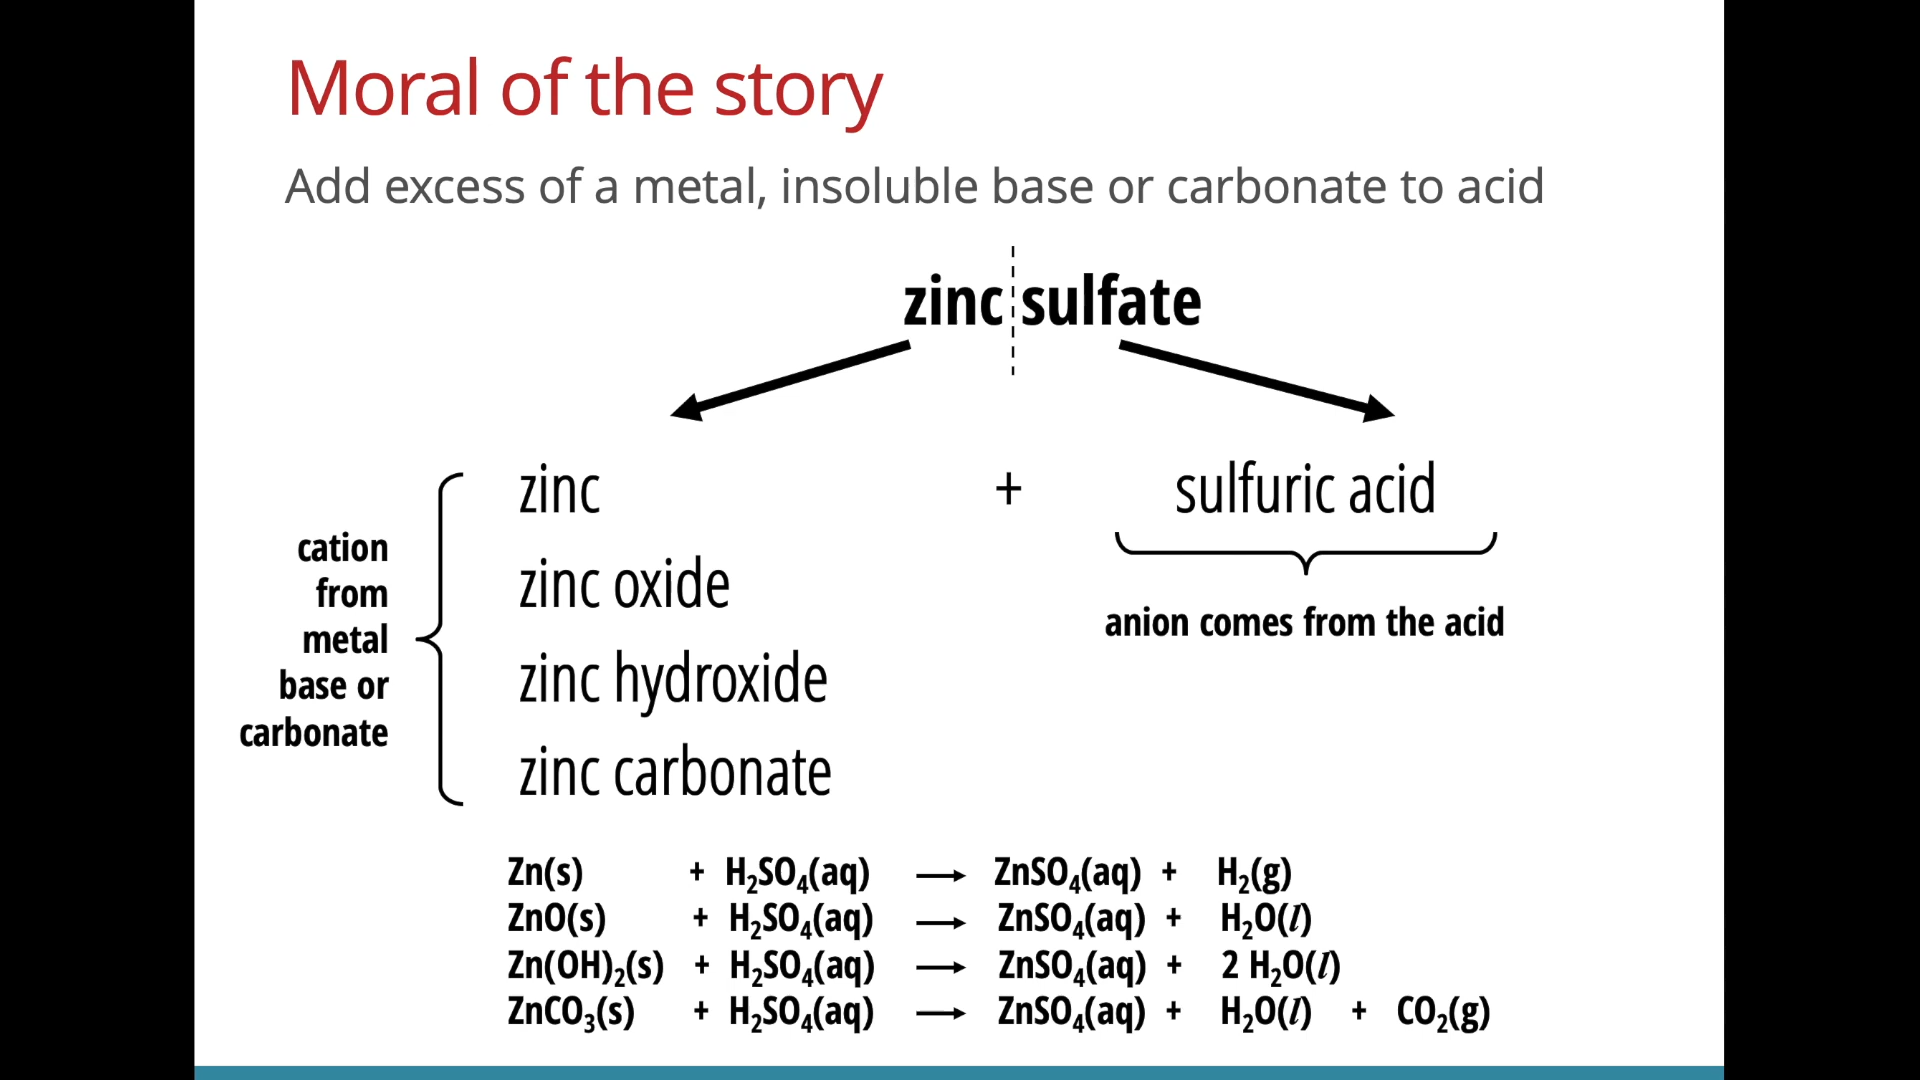 Moral of the story
Add excess of a metal, insoluble base or carbonate to acid
zinc sulfate
zinc + sulfuric acid
zinc oxide
zinc hydroxide
zinc carbonate
cation
from
metal
base or
carbonate
anion comes from the acid
Zn(s) + H₂SO₄(aq) ⟶ ZnSO₄(aq) + H₂(g)
ZnO(s) + H₂SO₄(aq) ⟶ ZnSO₄(aq) + H₂O(l)
Zn(OH)₂(s) + H₂SO₄(aq) ⟶ ZnSO₄(aq) + 2 H₂O(l)
ZnCO₃(s) + H₂SO₄(aq) ⟶ ZnSO₄(aq) + H₂O(l) + CO₂(g)